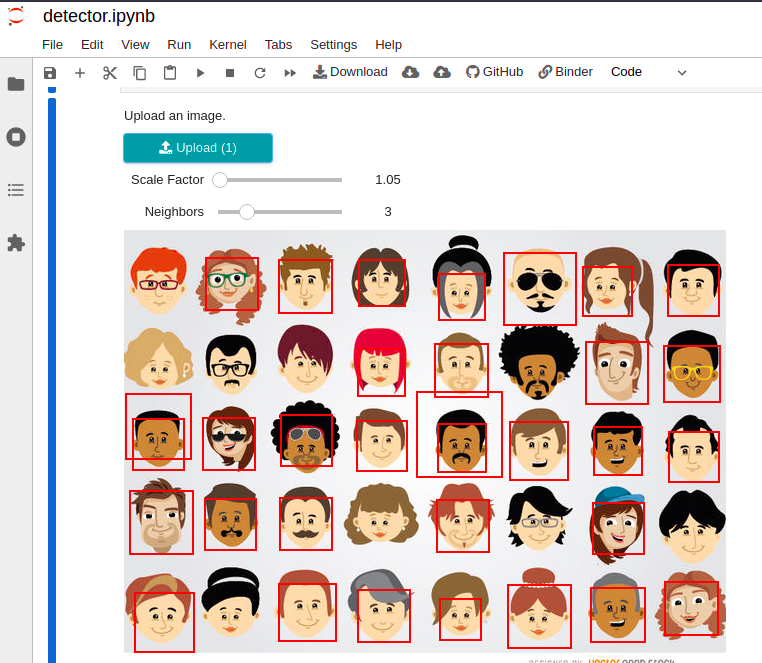 detector.ipynb
File Edit View Run Kernel Tabs Settings Help
Download GitHub Binder Code
Upload an image.
Upload (1)
Scale Factor 1.05
Neighbors 3
DESIGNED BY